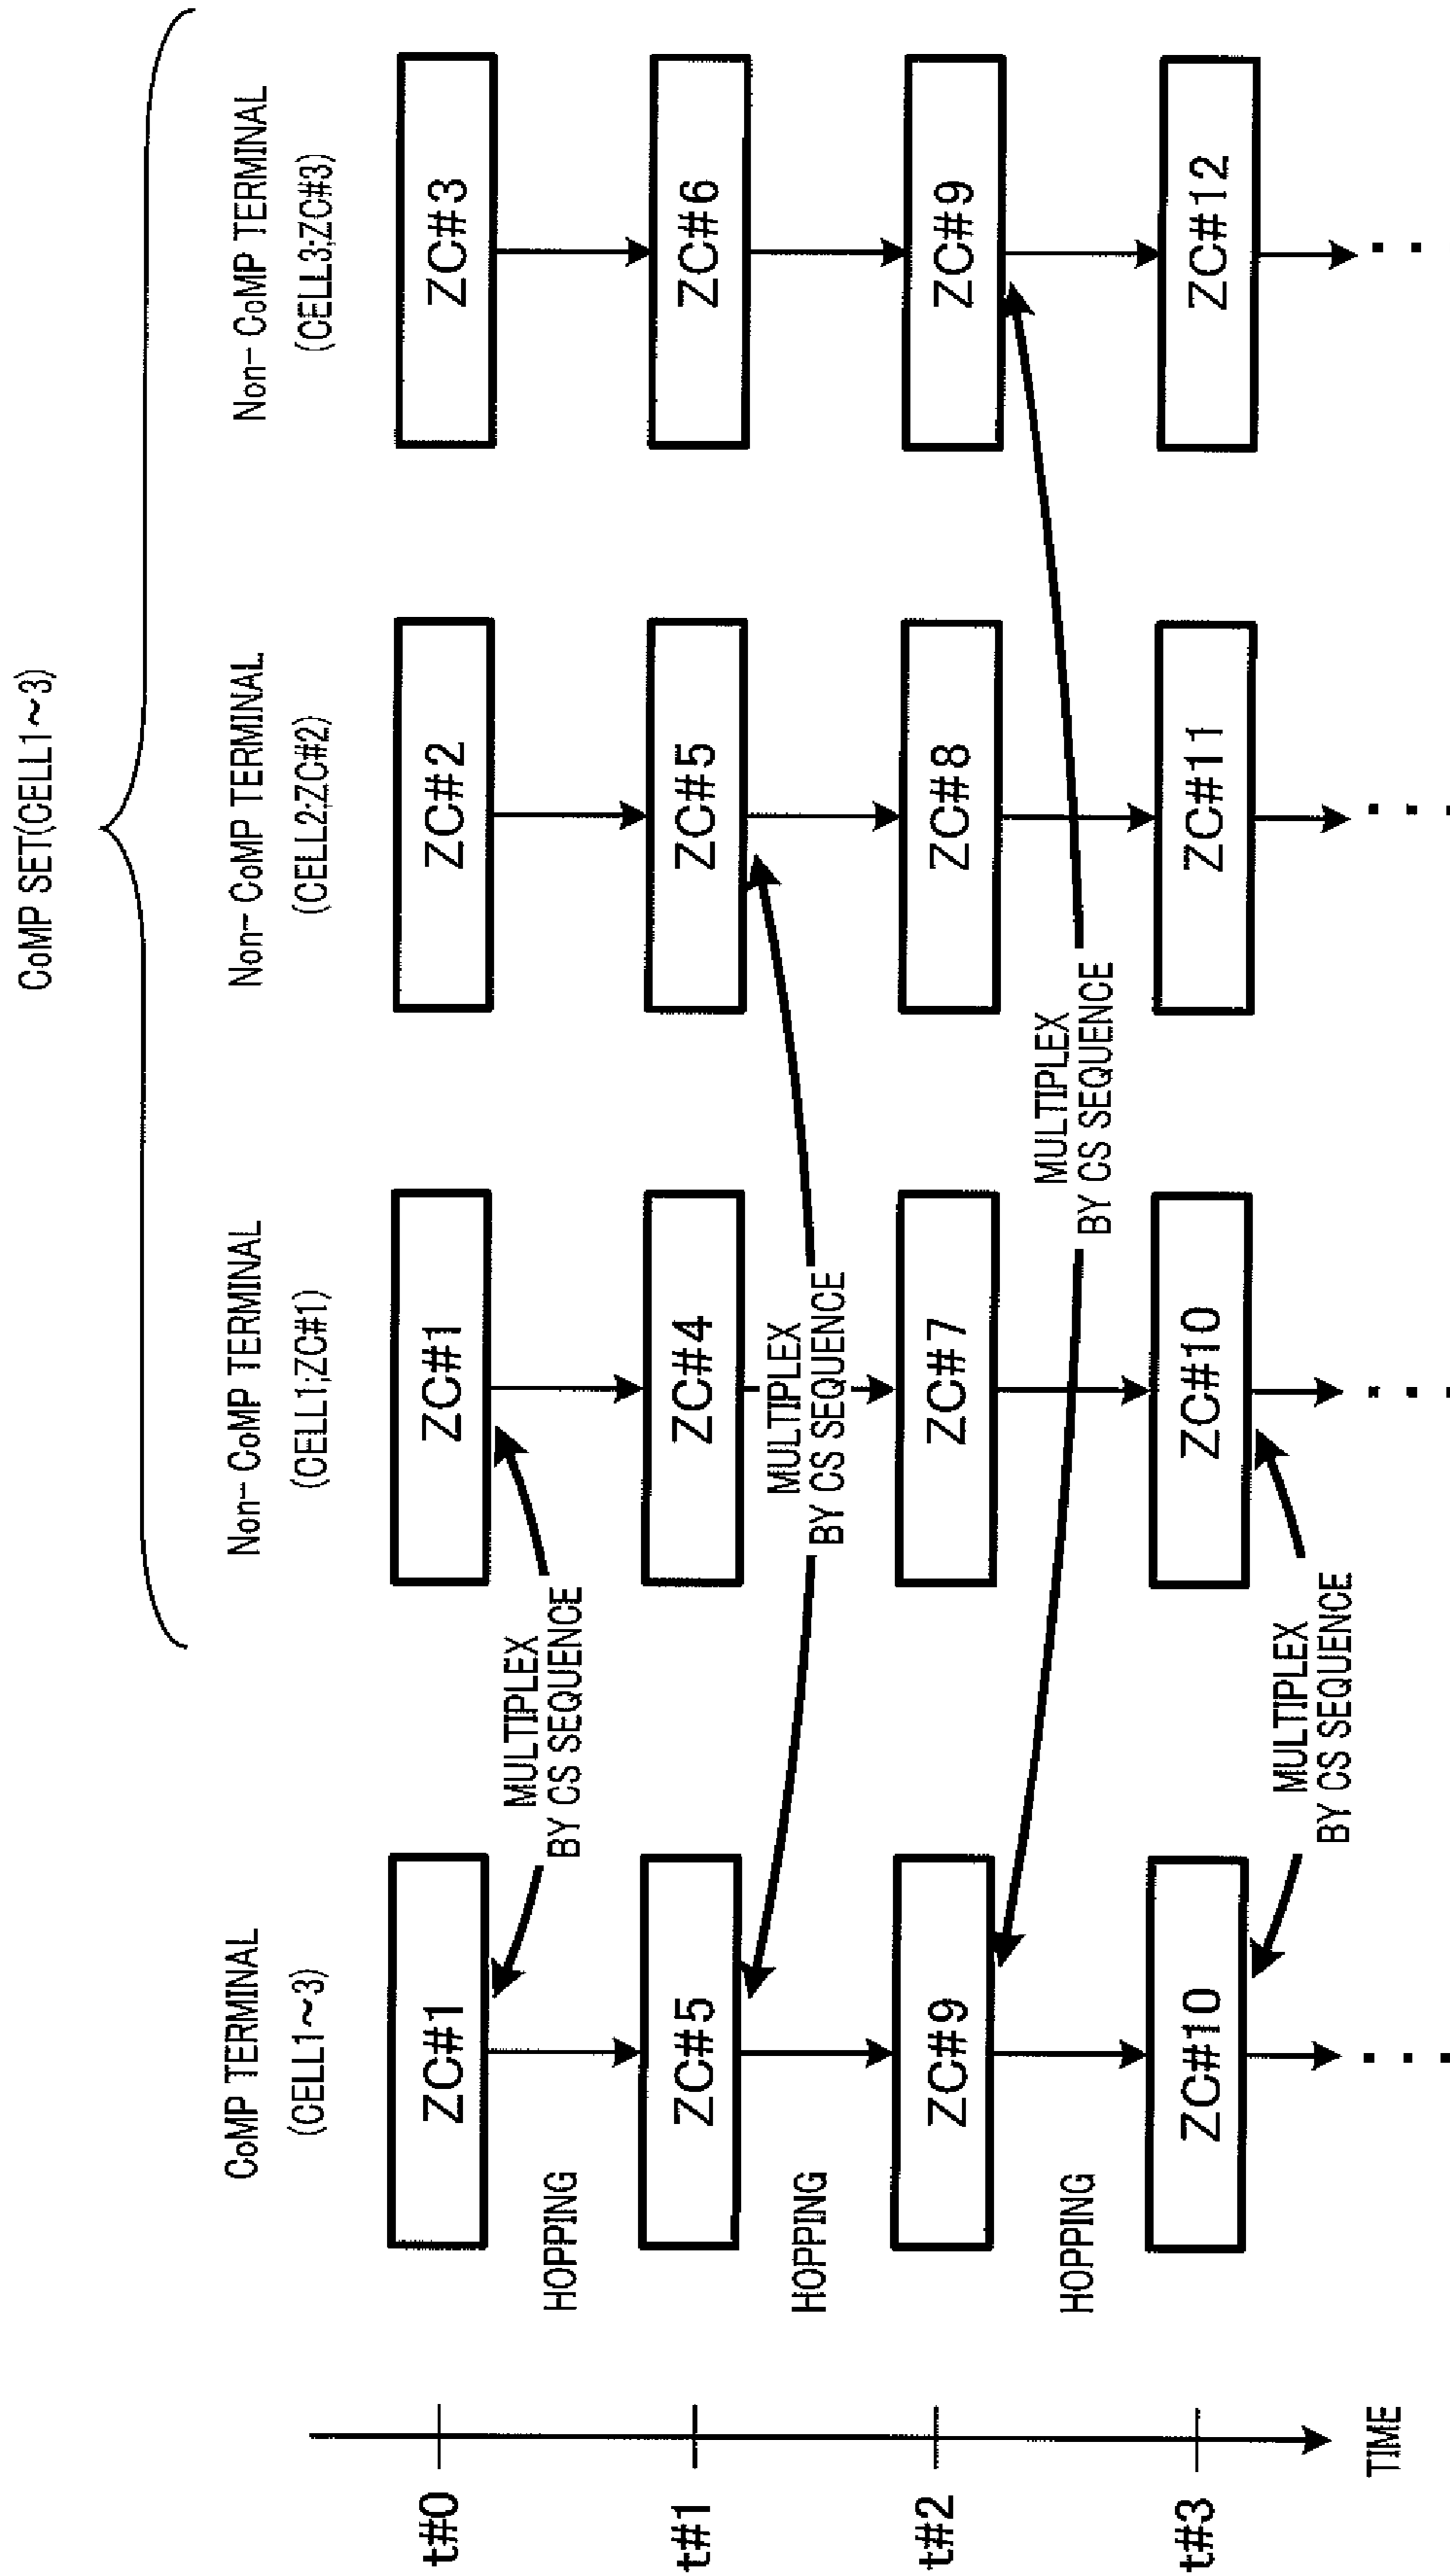 CoMP SET(CELL1~3)
CoMP TERMINAL
(CELL1~3)
Non- CoMP TERMINAL
(CELL1;ZC#1)
Non- CoMP TERMINAL
(CELL2;ZC#2)
Non- CoMP TERMINAL
(CELL3;ZC#3)
t#0
ZC#1
ZC#1
ZC#2
ZC#3
HOPPING
MULTIPLEX
BY CS SEQUENCE
t#1
ZC#5
ZC#4
ZC#5
ZC#6
HOPPING
MULTIPLEX
BY CS SEQUENCE
t#2
ZC#9
ZC#7
ZC#8
ZC#9
HOPPING
MULTIPLEX
BY CS SEQUENCE
t#3
ZC#10
ZC#10
ZC#11
ZC#12
MULTIPLEX
BY CS SEQUENCE
TIME